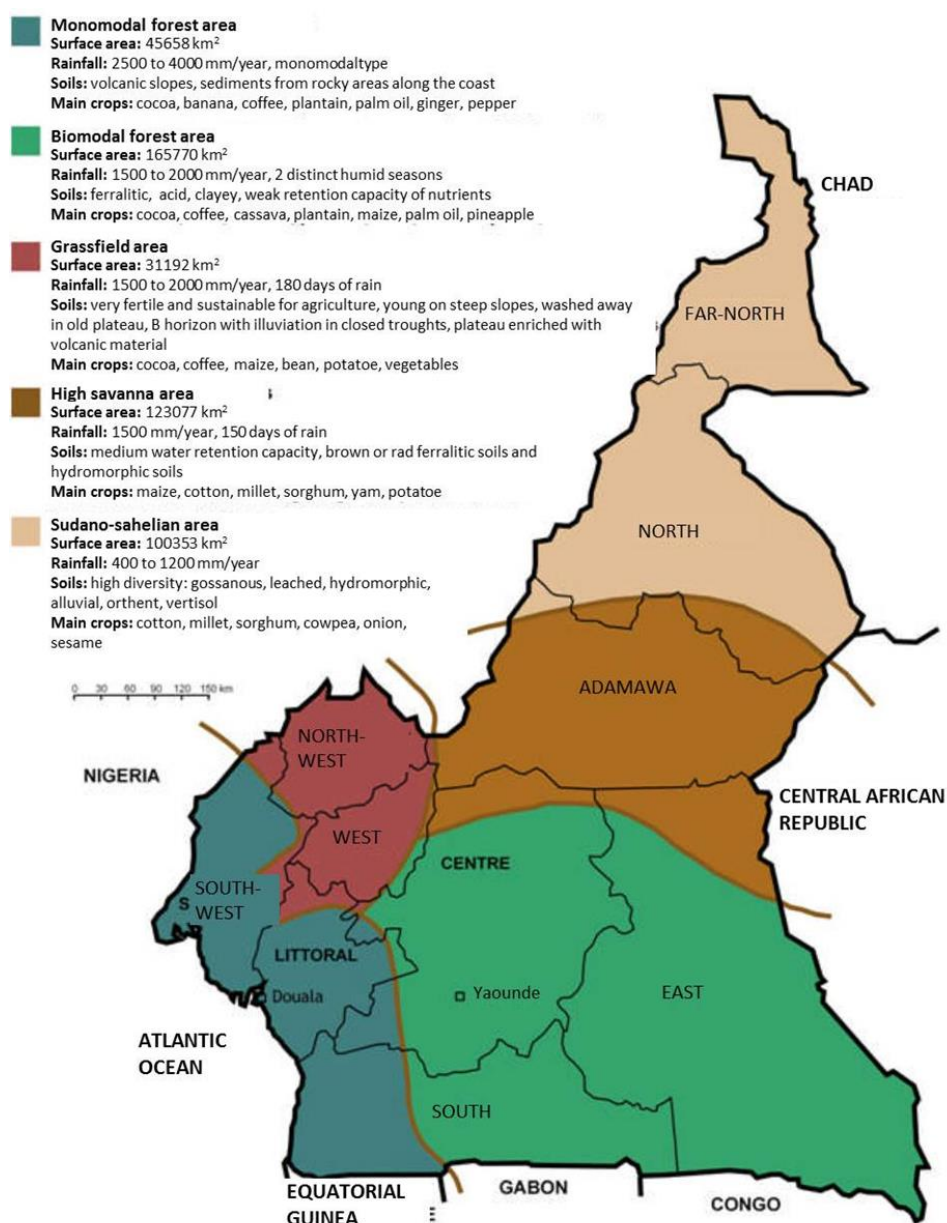 Monomodal forest area
Surface area: 45658 km²
Rainfall: 2500 to 4000 mm/year, monomodaltype
Soils: volcanic slopes, sediments from rocky areas along the coast
Main crops: cocoa, banana, coffee, plantain, palm oil, ginger, pepper
Biomodal forest area
Surface area: 165770 km²
Rainfall: 1500 to 2000 mm/year, 2 distinct humid seasons
Soils: ferralitic, acid, clayey, weak retention capacity of nutrients
Main crops: cocoa, coffee, cassava, plantain, maize, palm oil, pineapple
Grassfield area
Surface area: 31192 km²
Rainfall: 1500 to 2000 mm/year, 180 days of rain
Soils: very fertile and sustainable for agriculture, young on steep slopes, washed away
in old plateau, B horizon with illuviation in closed troughs, plateau enriched with
volcanic material
Main crops: cocoa, coffee, maize, bean, potatoe, vegetables
High savanna area
Surface area: 123077 km²
Rainfall: 1500 mm/year, 150 days of rain
Soils: medium water retention capacity, brown or rad ferralitic soils and
hydromorphic soils
Main crops: maize, cotton, millet, sorghum, yam, potatoe
Sudano-sahelian area
Surface area: 100353 km²
Rainfall: 400 to 1200 mm/year
Soils: high diversity: gossanous, leached, hydromorphic,
alluvial, orthent, vertisol
Main crops: cotton, millet, sorghum, cowpea, onion,
sesame
0 30 60 90 120 150 km
CHAD
FAR-NORTH
NORTH
ADAMAWA
NORTH-
WEST
NIGERIA
CENTRAL AFRICAN
REPUBLIC
WEST
CENTRE
SOUTH-
WEST
S
LITTORAL
Douala
Yaounde
EAST
ATLANTIC
OCEAN
SOUTH
EQUATORIAL
GUINEA
GABON
CONGO